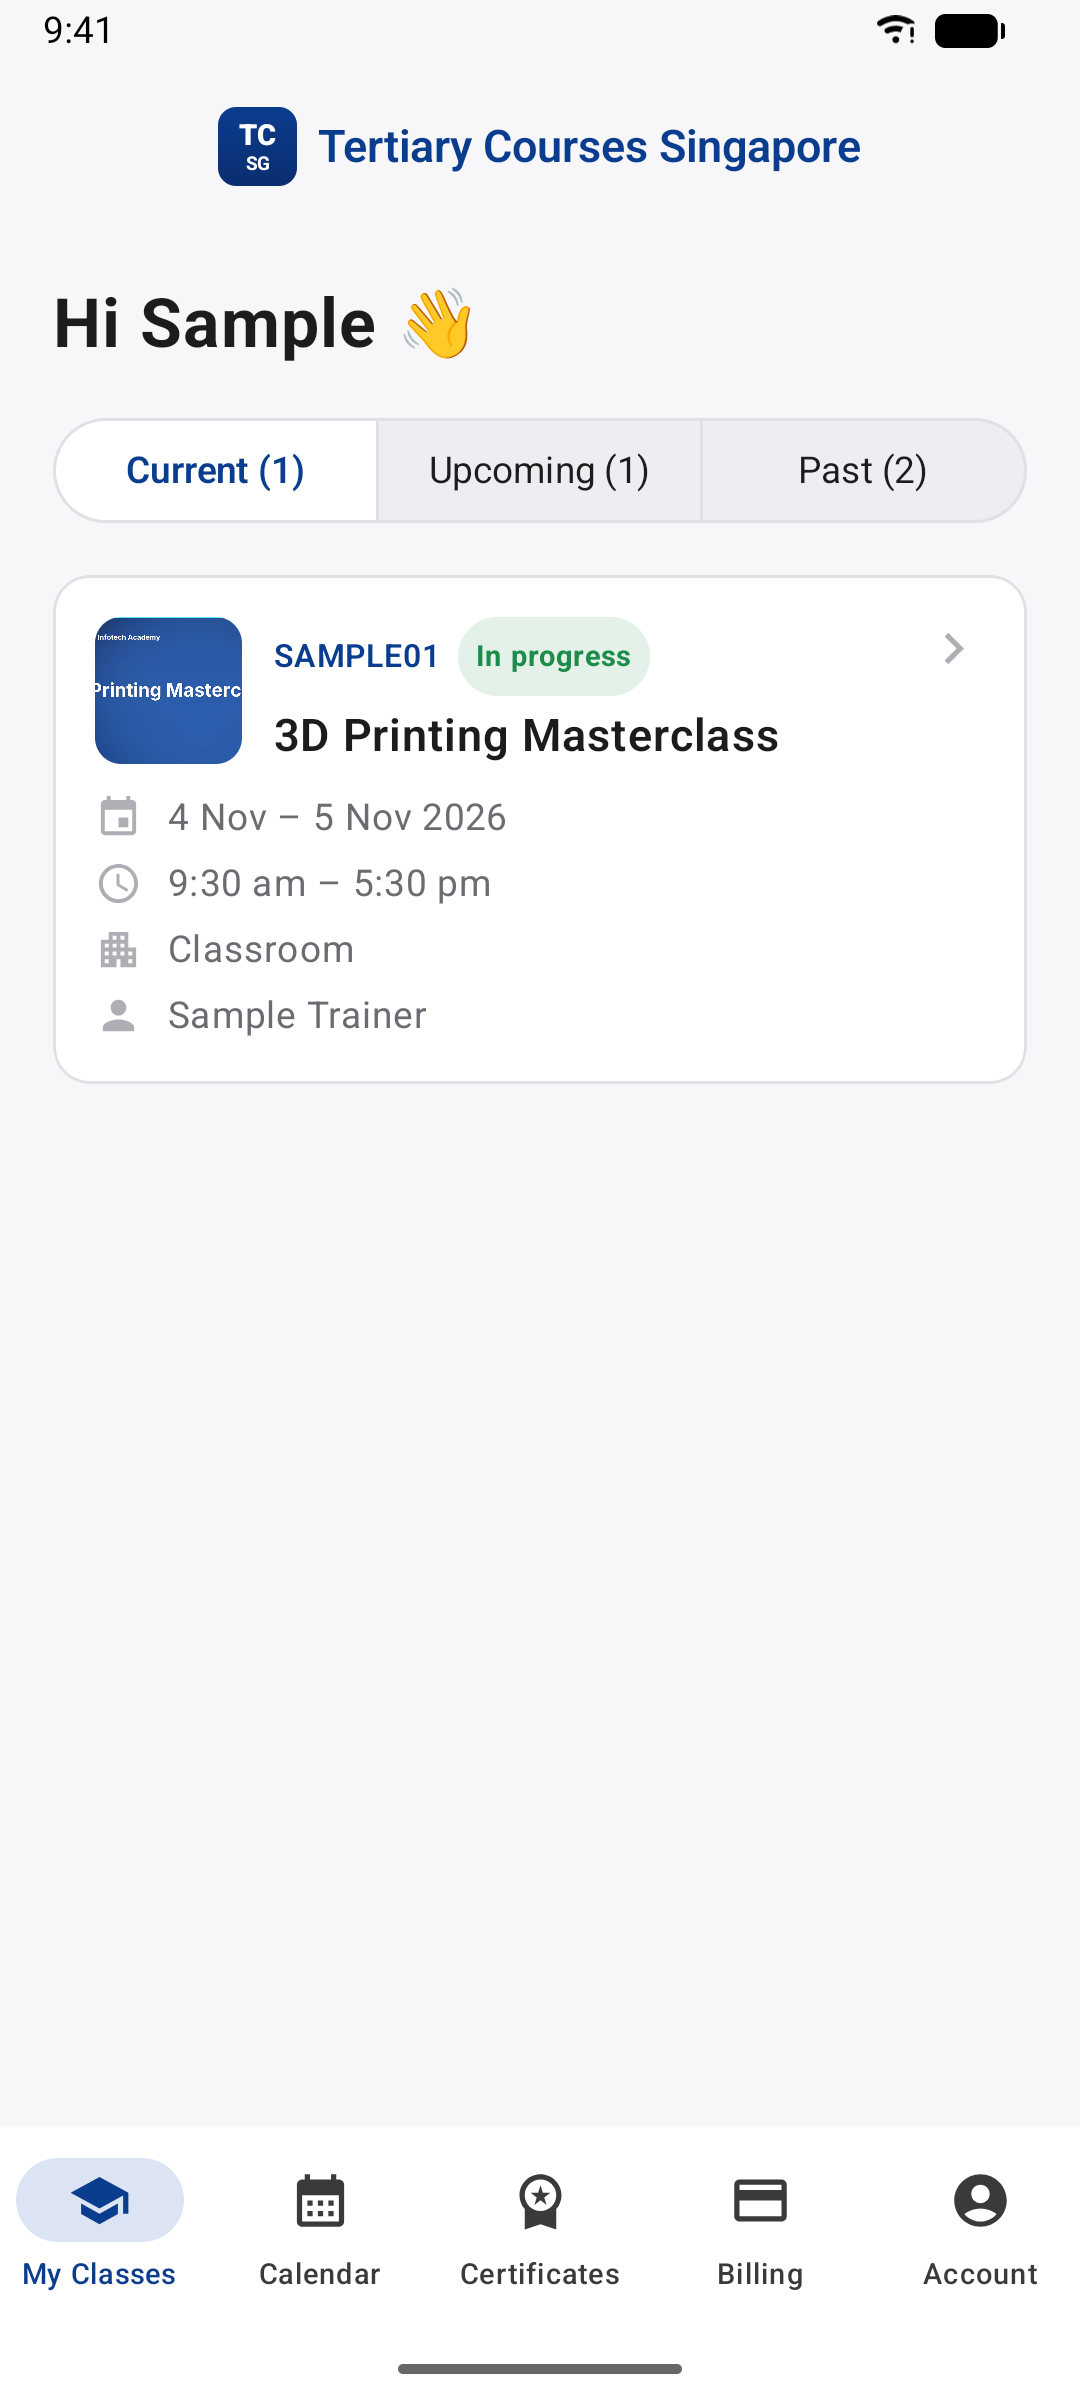 9:41
TC
SG
Tertiary Courses Singapore
Hi Sample 👋
Current (1)
Upcoming (1)
Past (2)
Infotech Academy
Printing Masterc
SAMPLE01
In progress
3D Printing Masterclass
4 Nov – 5 Nov 2026
9:30 am – 5:30 pm
Classroom
Sample Trainer
My Classes
Calendar
Certificates
Billing
Account